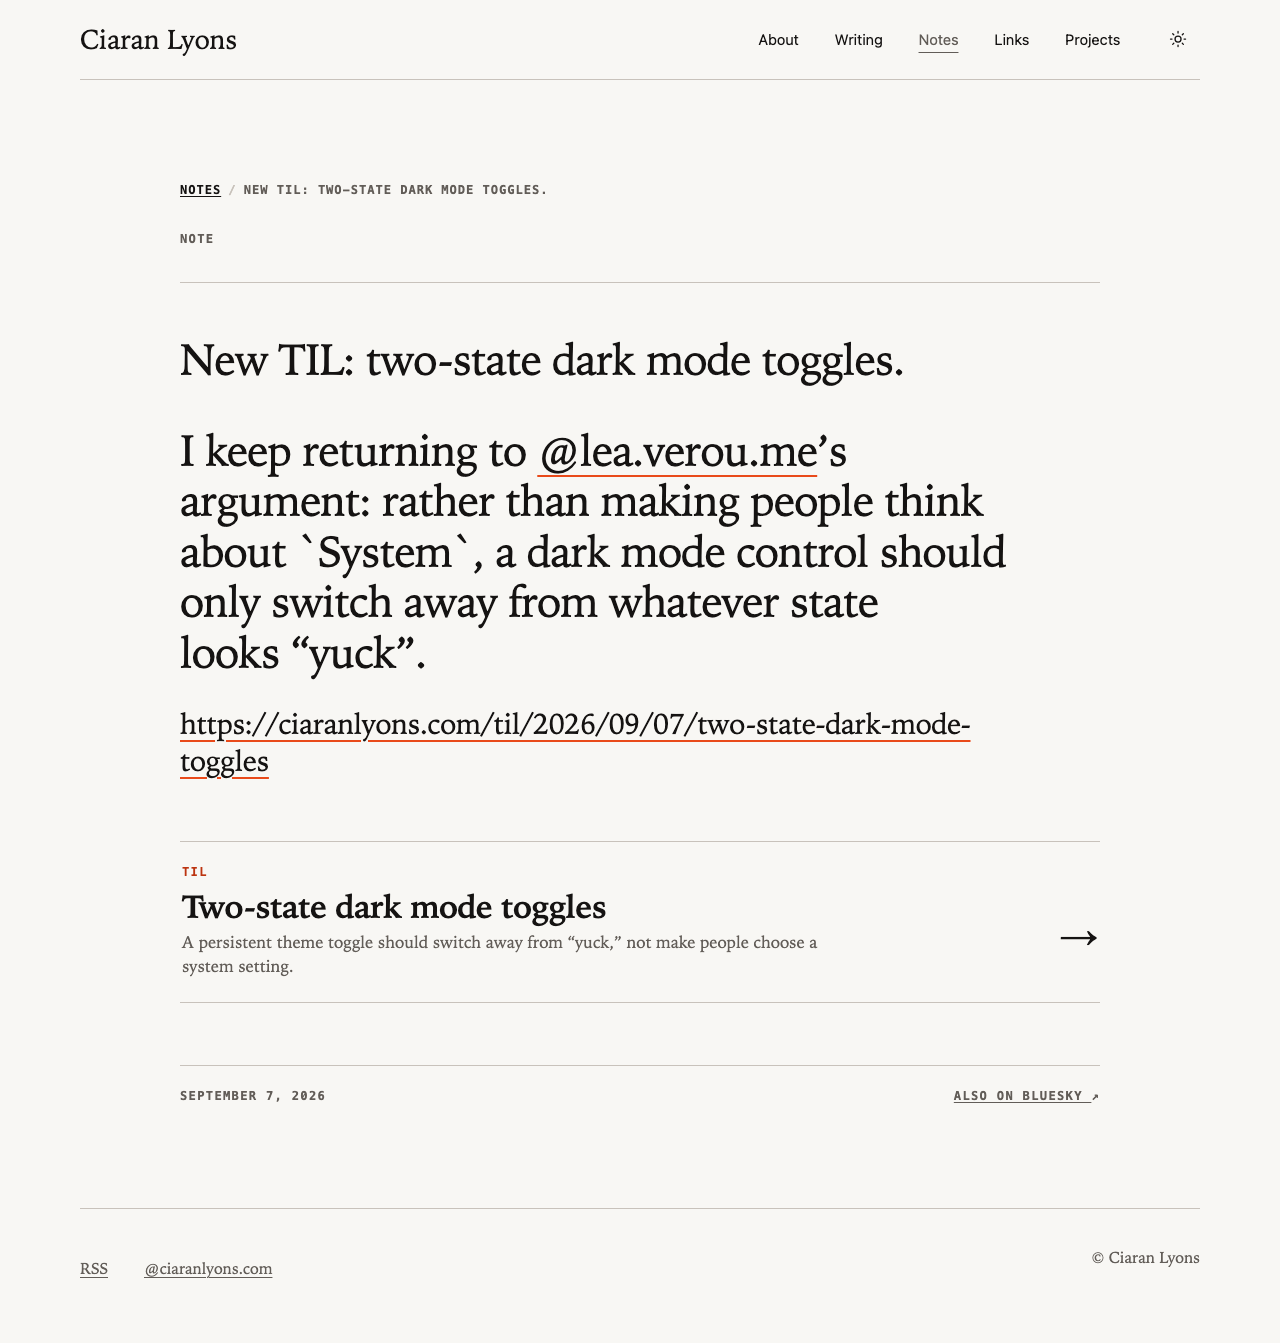 Ciaran Lyons
About Writing Notes Links Projects
NOTES / NEW TIL: TWO-STATE DARK MODE TOGGLES.
NOTE
New TIL: two-state dark mode toggles.
I keep returning to @lea.verou.me’s
argument: rather than making people think
about `System`, a dark mode control should
only switch away from whatever state
looks “yuck”.
https://ciaranlyons.com/til/2026/09/07/two-state-dark-mode-
toggles
TIL
Two-state dark mode toggles
A persistent theme toggle should switch away from “yuck,” not make people choose a
system setting.
→
SEPTEMBER 7, 2026
ALSO ON BLUESKY ↗
RSS @ciaranlyons.com
© Ciaran Lyons